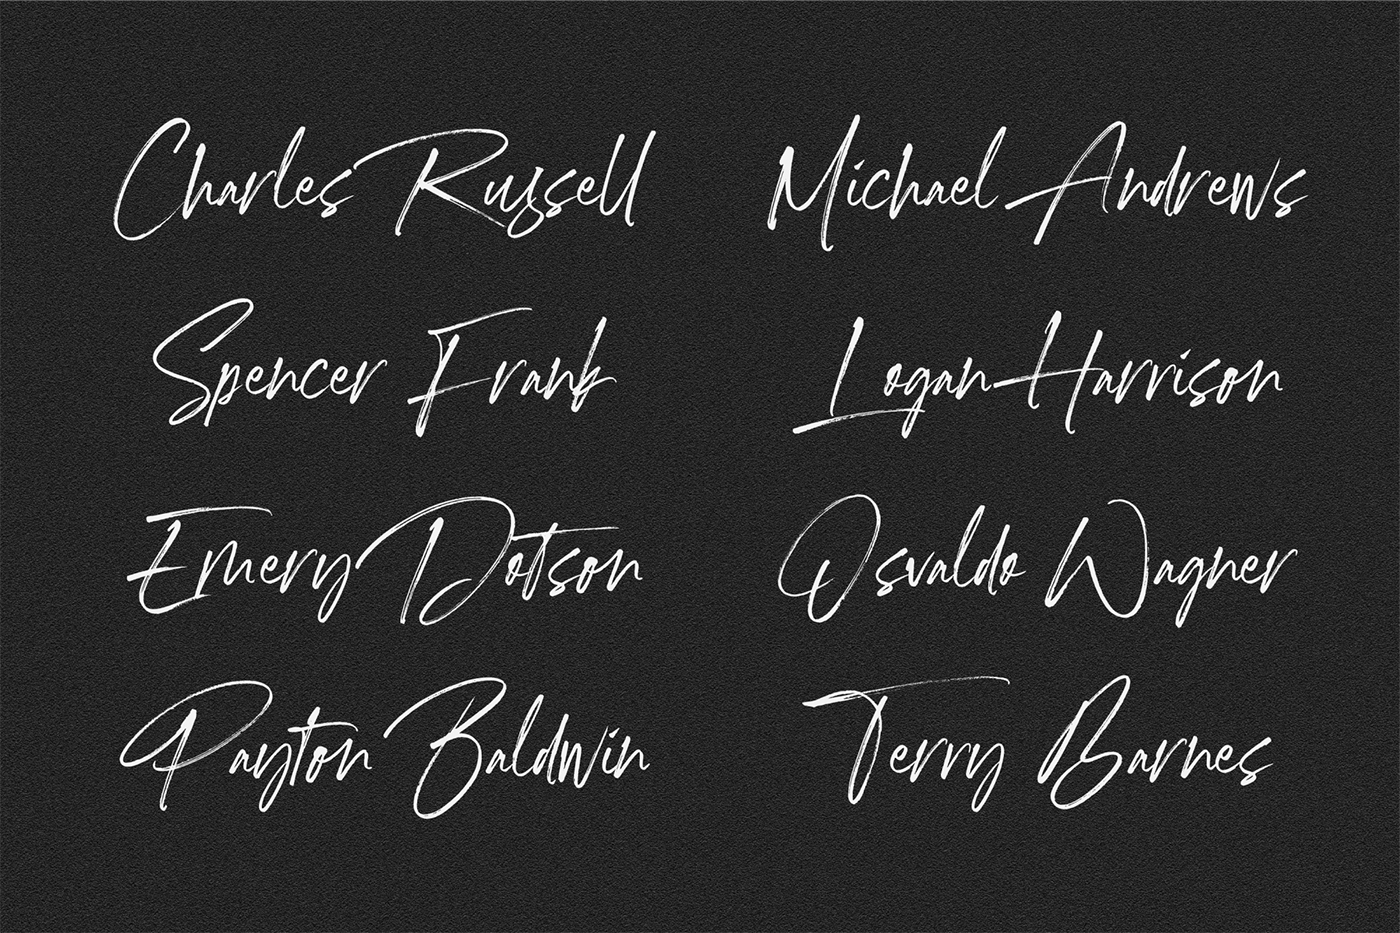 Charles Russell Michael Andrews
Spencer Frank Logan Harrison
Emery Dotson Osvaldo Wagner
Payton Baldwin Terry Barnes